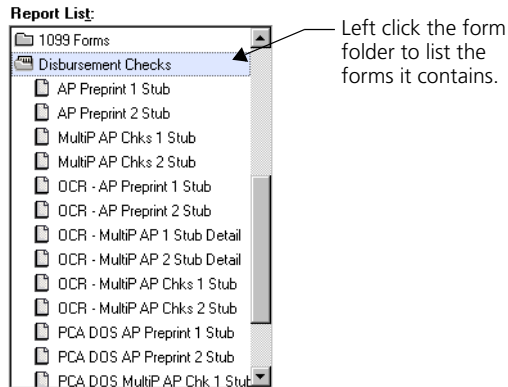 Report List:
1099 Forms
Disbursement Checks
AP Preprint 1 Stub
AP Preprint 2 Stub
MultiP AP Chks 1 Stub
MultiP AP Chks 2 Stub
OCR - AP Preprint 1 Stub
OCR - AP Preprint 2 Stub
OCR - MultiP AP 1 Stub Detail
OCR - MultiP AP 2 Stub Detail
OCR - MultiP AP Chks 1 Stub
OCR - MultiP AP Chks 2 Stub
PCA DOS AP Preprint 1 Stub
PCA DOS AP Preprint 2 Stub
PCA DOS MultiP AP Chk 1 Stub
Left click the form
folder to list the
forms it contains.